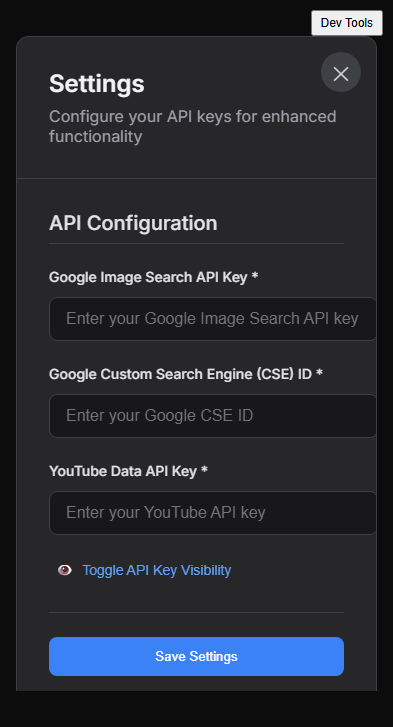 Dev Tools
Settings
Configure your API keys for enhanced
functionality
API Configuration
Google Image Search API Key *
Enter your Google Image Search API key
Google Custom Search Engine (CSE) ID *
Enter your Google CSE ID
YouTube Data API Key *
Enter your YouTube API key
Toggle API Key Visibility
Save Settings